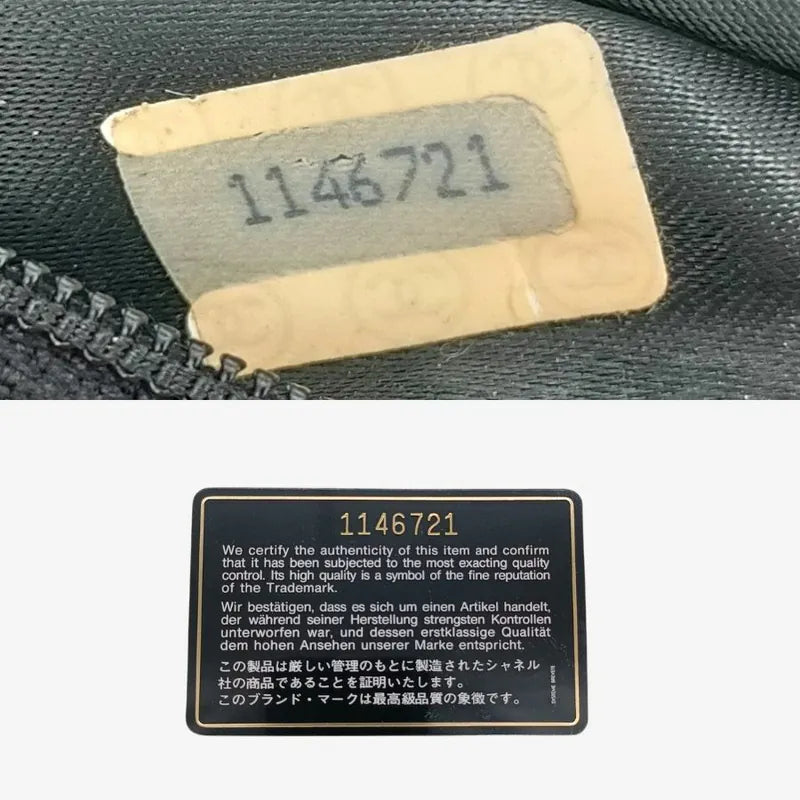 1146721
1146721
We certify the authenticity of this item and confirm
that it has been subjected to the most exacting quality
control. Its high quality is a symbol of the fine reputation
of the Trademark.
Wir bestätigen, dass es sich um einen Artikel handelt,
der während seiner Herstellung strengsten Kontrollen
unterworfen war, und dessen erstklassige Qualität
dem hohen Ansehen unserer Marke entspricht.
この製品は厳しい管理のもとに製造されたシャネル
社の商品であることを証明いたします。
このブランド・マークは最高級品質の象徴です。